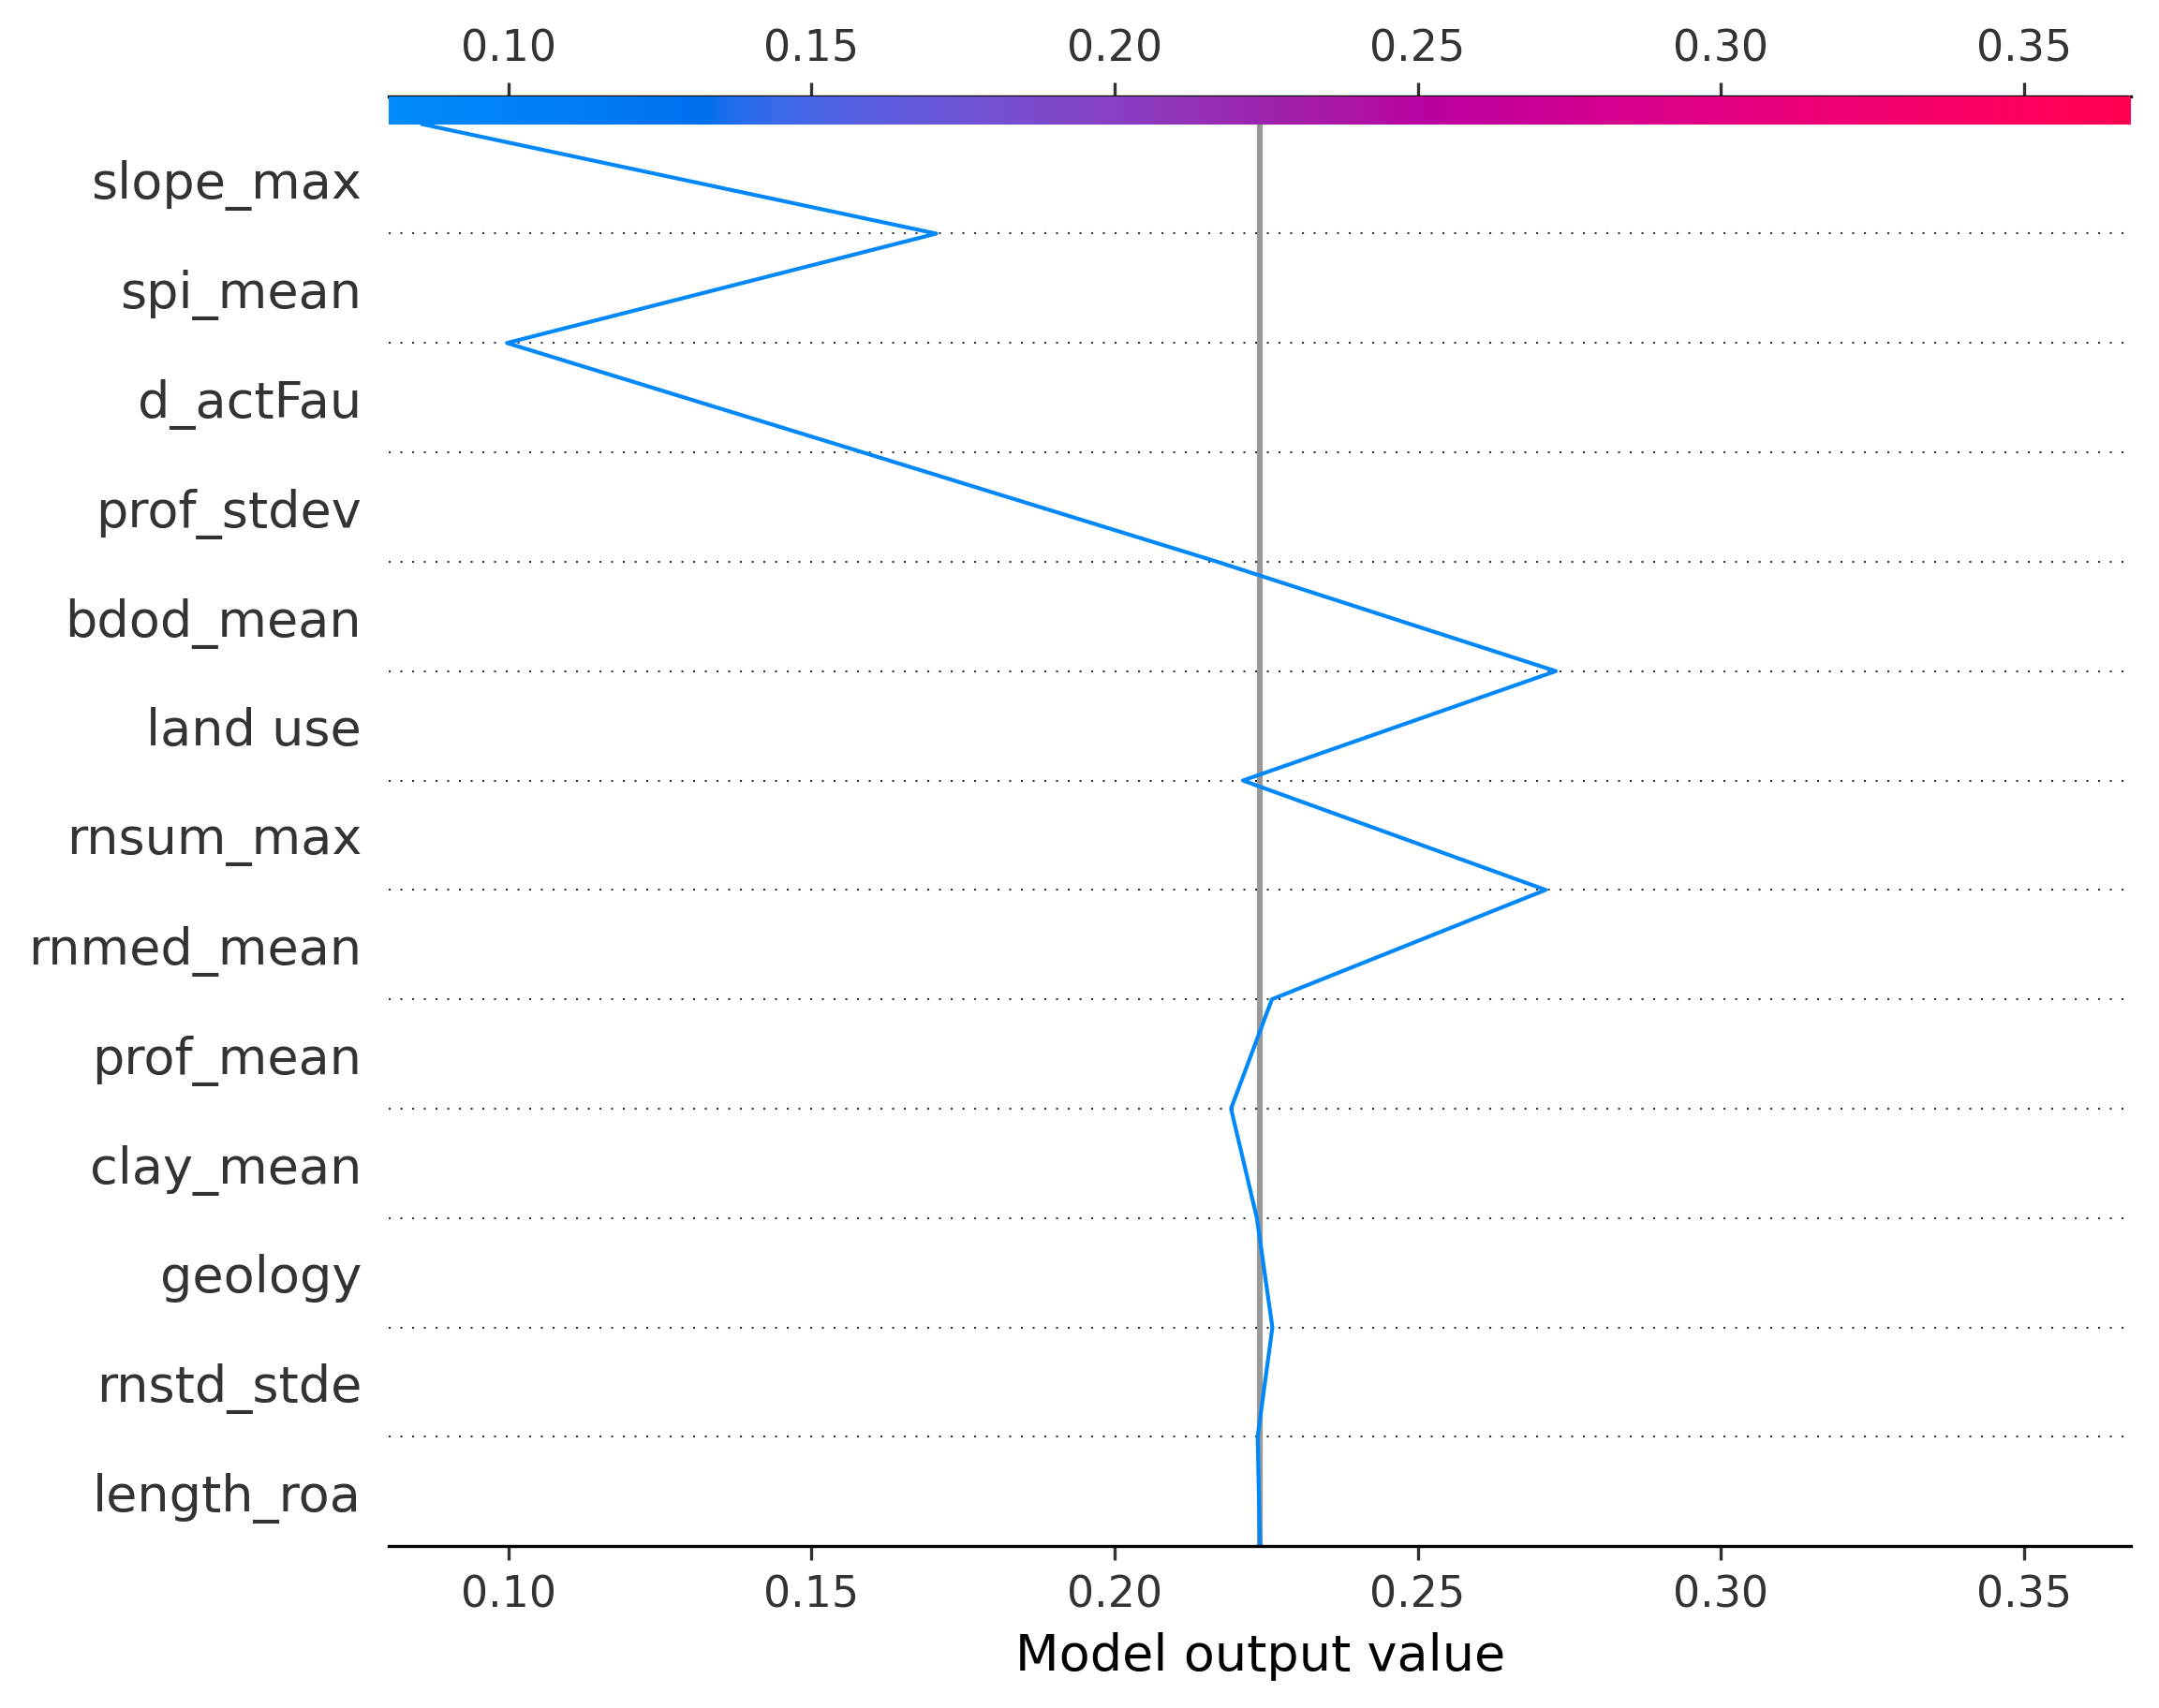 0.10 0.15 0.20 0.25 0.30 0.35
slope_max
spi_mean
d_actFau
prof_stdev
bdod_mean
land use
rnsum_max
rnmed_mean
prof_mean
clay_mean
geology
rnstd_stde
length_roa
0.10 0.15 0.20 0.25 0.30 0.35
Model output value